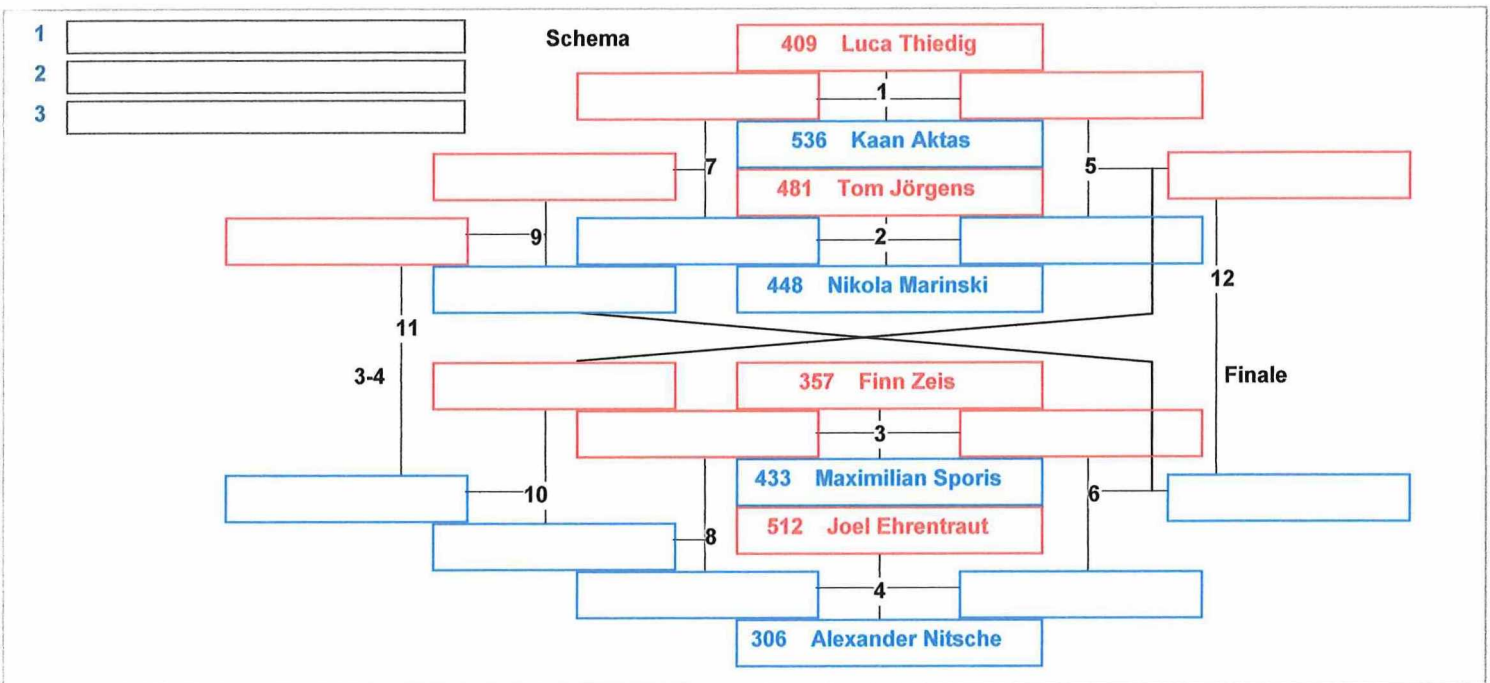 1
2
3
Schema
409 Luca Thiedig
1
536 Kaan Aktas
7
5
481 Tom Jörgens
9
2
448 Nikola Marinski
12
11
3-4
357 Finn Zeis
Finale
3
433 Maximilian Sporis
10
6
512 Joel Ehrentraut
8
4
306 Alexander Nitsche